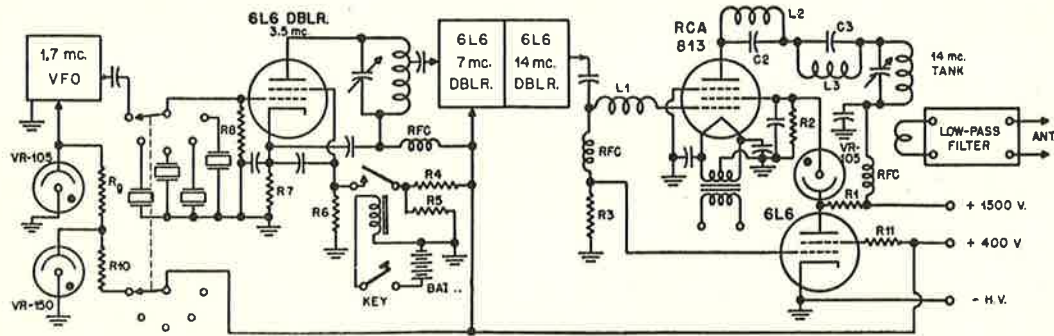 1.7 mc.
VFO
VR-105
R9
R10
VR-150
6L6 DBLR.
3.5 mc.
R8
R7
RFC
R6
R4
R5
KEY
BAT..
6L6
7 mc.
DBLR.
6L6
14 mc.
DBLR.
RFC
R3
L1
RCA
813
L2
C2
C3
L3
14 mc.
TANK
R2
VR-105
R1
RFC
6L6
R11
LOW-PASS
FILTER
ANT
+ 1500 V.
+ 400 V
- H.V.